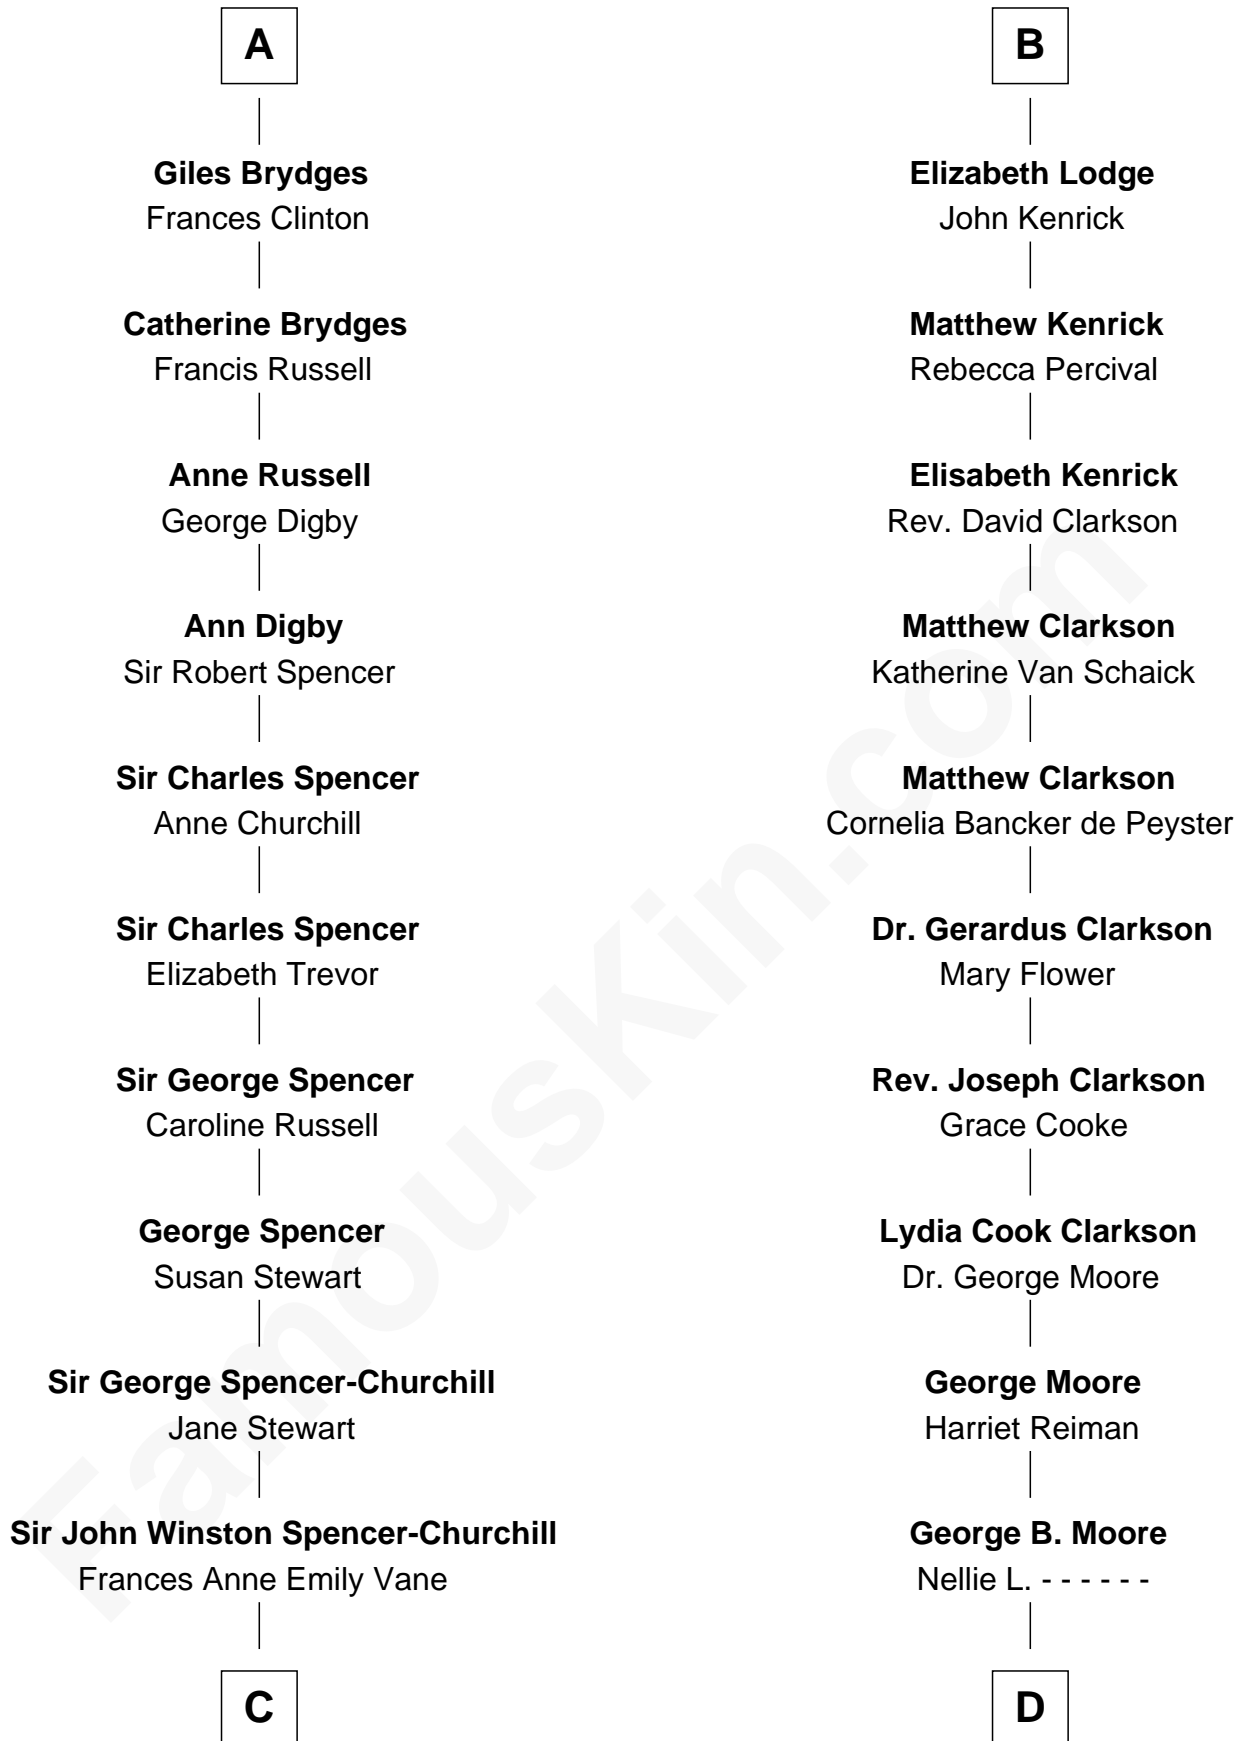 A
Giles Brydges
Frances Clinton
Catherine Brydges
Francis Russell
Anne Russell
George Digby
Ann Digby
Sir Robert Spencer
Sir Charles Spencer
Anne Churchill
Sir Charles Spencer
Elizabeth Trevor
Sir George Spencer
Caroline Russell
George Spencer
Susan Stewart
Sir George Spencer-Churchill
Jane Stewart
Sir John Winston Spencer-Churchill
Frances Anne Emily Vane
C
B
Elizabeth Lodge
John Kenrick
Matthew Kenrick
Rebecca Percival
Elisabeth Kenrick
Rev. David Clarkson
Matthew Clarkson
Katherine Van Schaick
Matthew Clarkson
Cornelia Bancker de Peyster
Dr. Gerardus Clarkson
Mary Flower
Rev. Joseph Clarkson
Grace Cooke
Lydia Cook Clarkson
Dr. George Moore
George Moore
Harriet Reiman
George B. Moore
Nellie L. - - - - - -
D
FamousKin.com